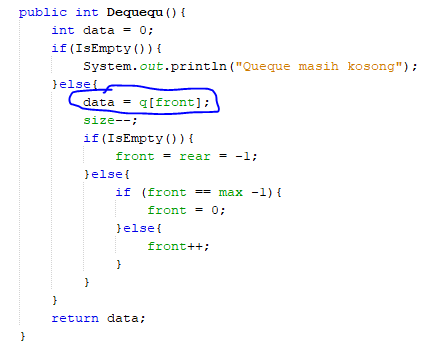 public int Dequequ(){
    int data = 0;
    if(IsEmpty()){
        System.out.println("Queque masih kosong");
    }else{
        data = q[front];
        size--;
        if(IsEmpty()){
            front = rear = -1;
        }else{
            if (front == max -1){
                front = 0;
            }else{
                front++;
            }
        }
    }
    return data;
}